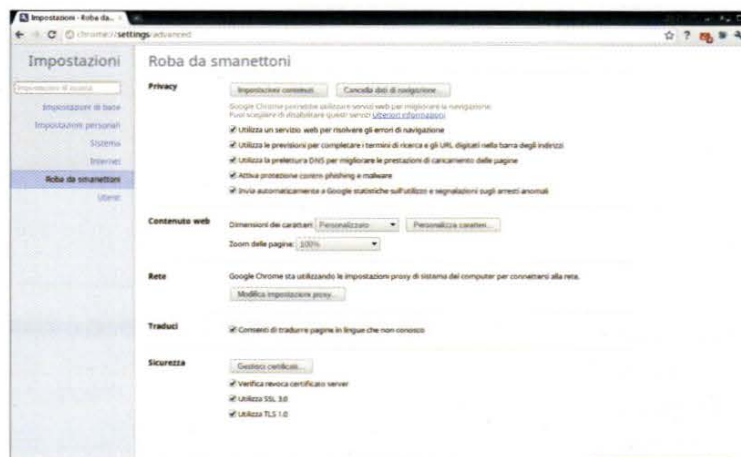 Impostazioni - Roba da...
chrome://settings/advanced
Impostazioni
Impostazioni di base
Impostazioni personali
Sistema
Internet
Roba da smanettoni
Utenti
Roba da smanettoni
Privacy
Impostazioni contenuti...
Cancella dati di navigazione...
Google Chrome potrebbe utilizzare servizi web per migliorare la navigazione.
Puoi scegliere di disabilitare questi servizi Ulteriori informazioni
Utilizza un servizio web per risolvere gli errori di navigazione
Utilizza le previsioni per completare i termini di ricerca e gli URL digitati nella barra degli indirizzi
Utilizza la prelettura DNS per migliorare le prestazioni di caricamento delle pagine
Attiva protezione contro phishing e malware
Invia automaticamente a Google statistiche sull'utilizzo e segnalazioni sugli arresti anomali
Contenuto web
Dimensioni dei caratteri: Personalizzato
Personalizza caratteri...
Zoom delle pagine: 100%
Rete
Google Chrome sta utilizzando le impostazioni proxy di sistema del computer per connettersi alla rete.
Modifica impostazioni proxy...
Traduci
Consenti di tradurre pagine in lingue che non conosco
Sicurezza
Gestisci certificati...
Verifica revoca certificato server
Utilizza SSL 3.0
Utilizza TLS 1.0